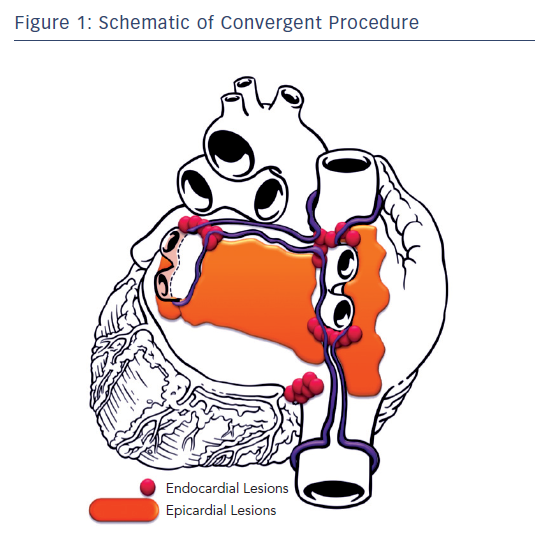 Figure 1: Schematic of Convergent Procedure
Endocardial Lesions
Epicardial Lesions